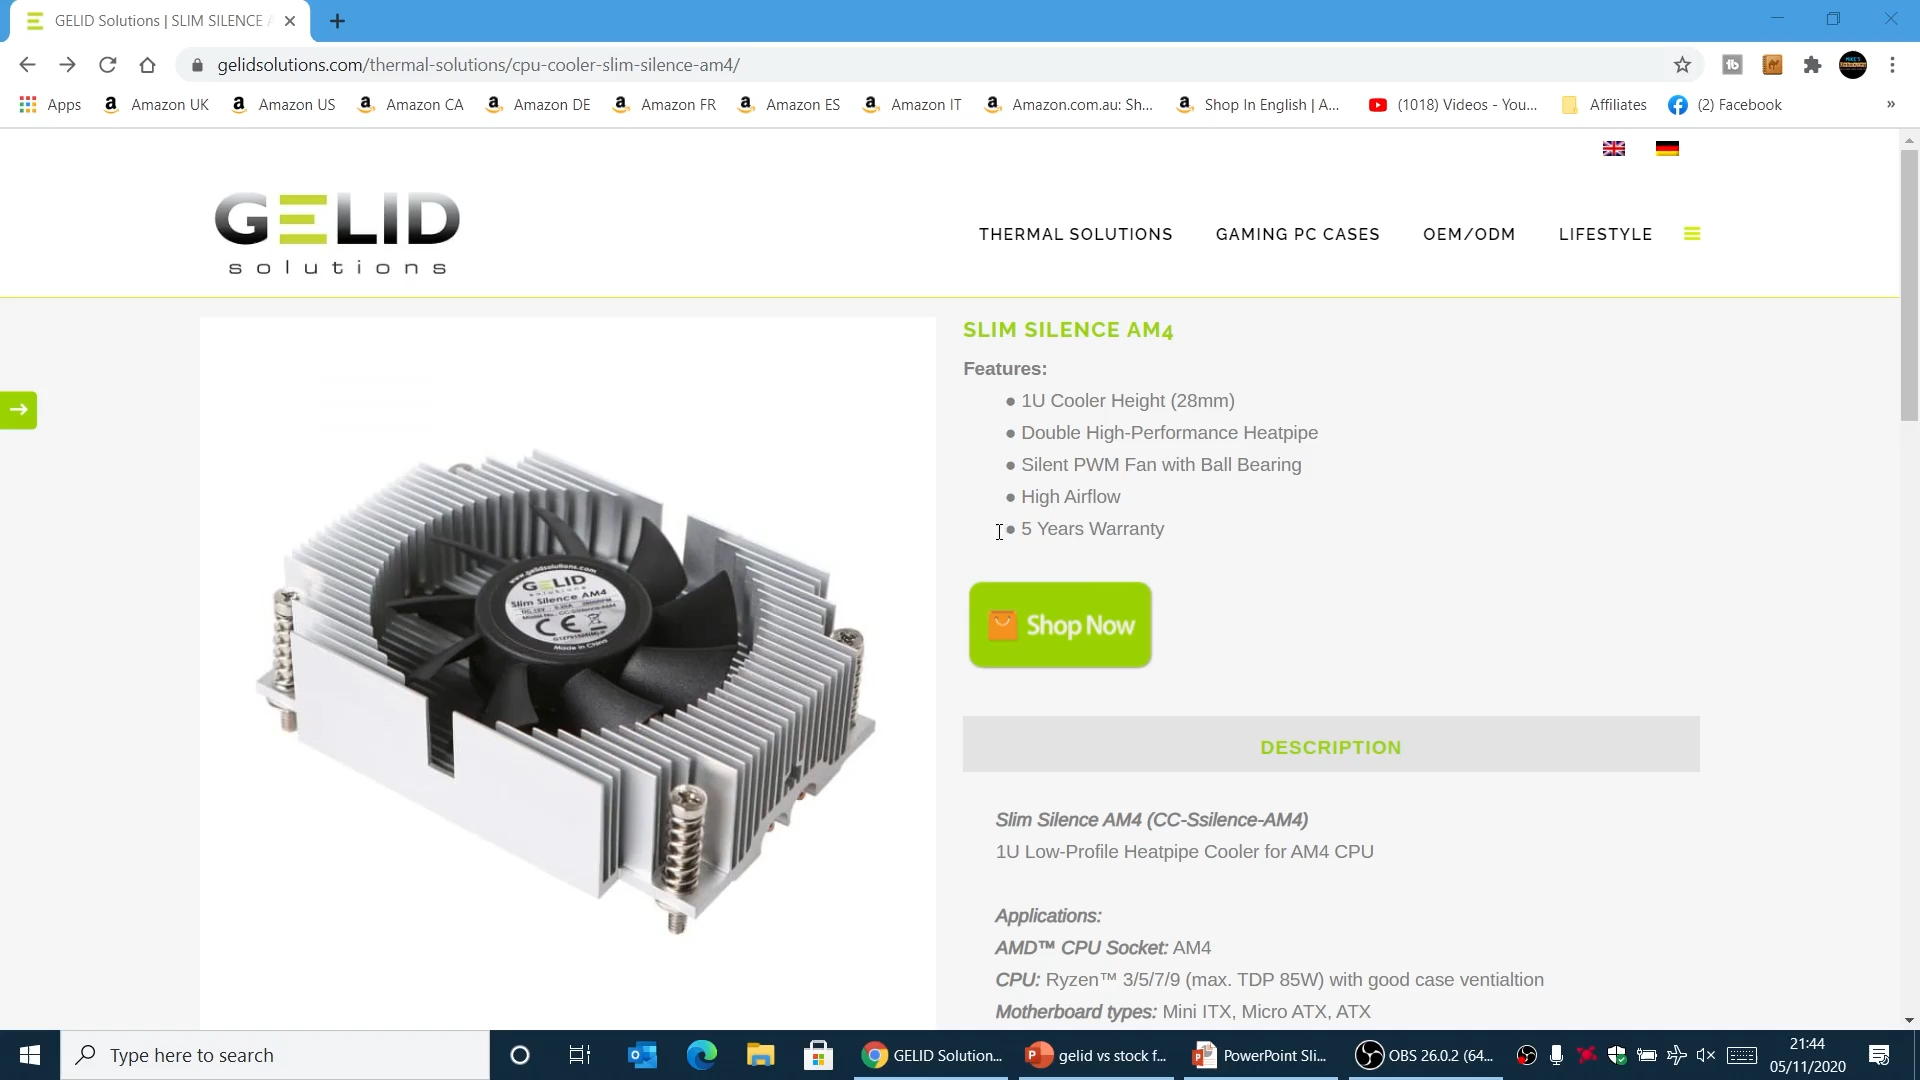 GELID Solutions | SLIM SILENCE A
gelidsolutions.com/thermal-solutions/cpu-cooler-slim-silence-am4/
Apps
Amazon UK
Amazon US
Amazon CA
Amazon DE
Amazon FR
Amazon ES
Amazon IT
Amazon.com.au: Sh...
Shop In English | A...
(1018) Videos - You...
Affiliates
(2) Facebook
»
GELID
solutions
THERMAL SOLUTIONS
GAMING PC CASES
OEM/ODM
LIFESTYLE
SLIM SILENCE AM4
Features:
● 1U Cooler Height (28mm)
● Double High-Performance Heatpipe
● Silent PWM Fan with Ball Bearing
● High Airflow
● 5 Years Warranty
www.gelidsolutions.com
GELID
solutions
Slim Silence AM4
CE
Made in China
Shop Now
DESCRIPTION
Slim Silence AM4 (CC-Ssilence-AM4)
1U Low-Profile Heatpipe Cooler for AM4 CPU
Applications:
AMD™ CPU Socket: AM4
CPU: Ryzen™ 3/5/7/9 (max. TDP 85W) with good case ventialtion
Motherboard types: Mini ITX, Micro ATX, ATX
Type here to search
GELID Solution...
gelid vs stock f...
PowerPoint Sli...
OBS 26.0.2 (64...
21:44
05/11/2020